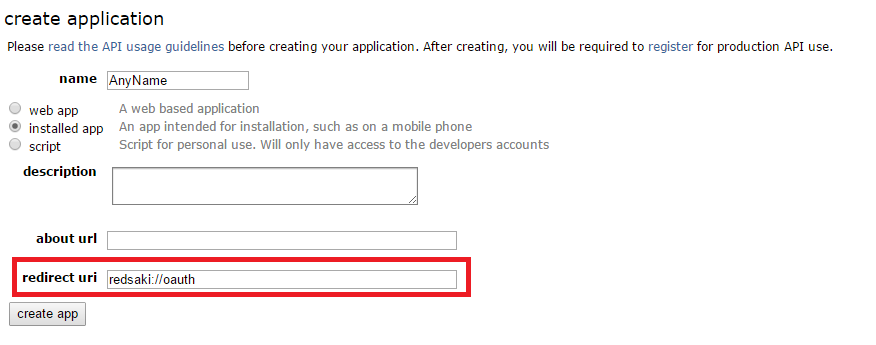 create application
Please read the API usage guidelines before creating your application. After creating, you will be required to register for production API use.
name AnyName
web app A web based application
installed app An app intended for installation, such as on a mobile phone
script Script for personal use. Will only have access to the developers accounts
description
about url
redirect uri redsaki://oauth
create app